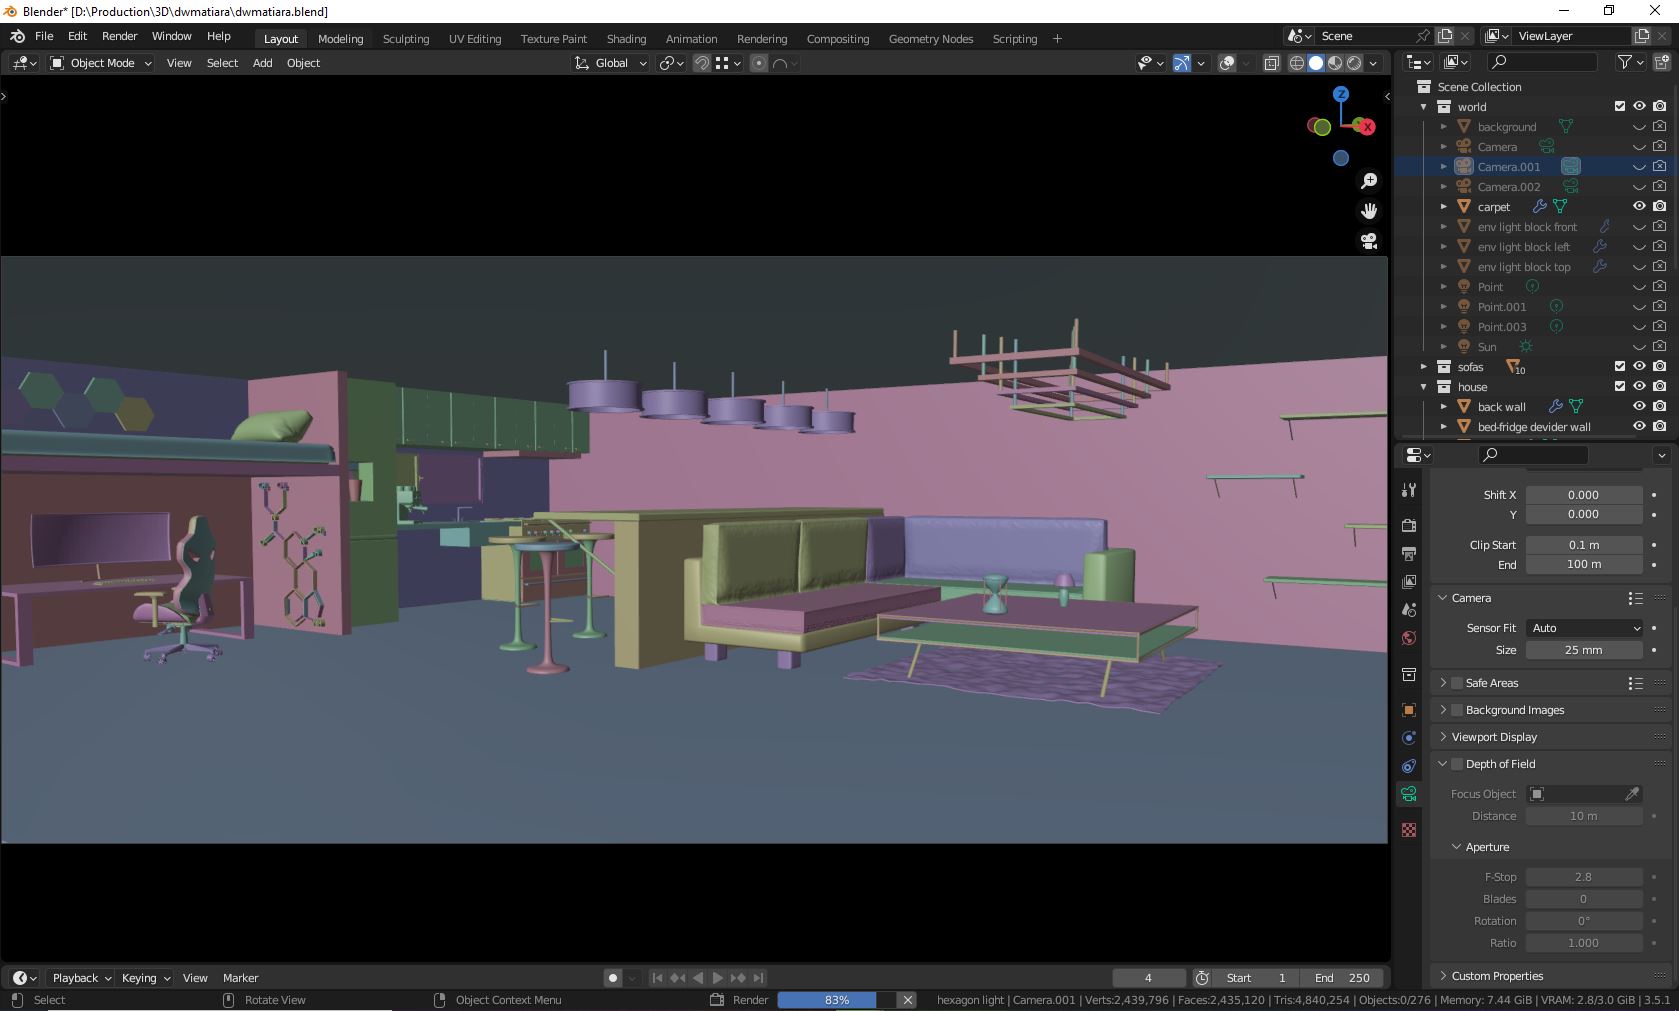 Blender* [D:\Production\3D\dwmatiara\dwmatiara.blend]
File Edit Render Window Help
Layout Modeling Sculpting UV Editing Texture Paint Shading Animation Rendering Compositing Geometry Nodes Scripting +
Scene
ViewLayer
Object Mode View Select Add Object
Global
Z
X
Scene Collection
world
background
Camera
Camera.001
Camera.002
carpet
env light block front
env light block left
env light block top
Point
Point.001
Point.003
Sun
sofas 10
house
back wall
bed-fridge devider wall
Shift X 0.000
Y 0.000
Clip Start 0.1 m
End 100 m
Camera
Sensor Fit Auto
Size 25 mm
Safe Areas
Background Images
Viewport Display
Depth of Field
Focus Object
Distance 10 m
Aperture
F-Stop 2.8
Blades 0
Rotation 0°
Ratio 1.000
Custom Properties
Playback Keying View Marker
4
Start 1
End 250
Select
Rotate View
Object Context Menu
Render 83%
hexagon light | Camera.001 | Verts:2,439,796 | Faces:2,435,120 | Tris:4,840,254 | Objects:0/276 | Memory: 7.44 GiB | VRAM: 2.8/3.0 GiB | 3.5.1